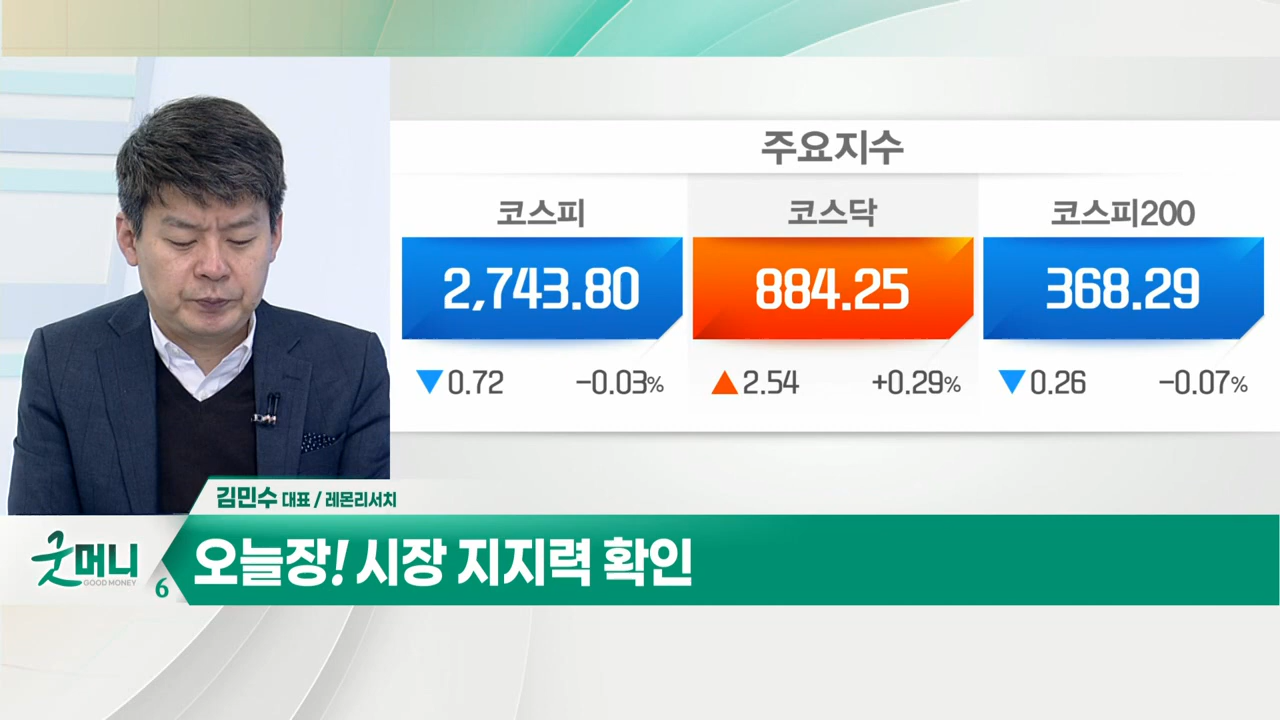 주요지수
코스피 코스닥 코스피200
2,743.80 884.25 368.29
▼0.72 -0.03% ▲2.54 +0.29% ▼0.26 -0.07%
김민수 대표 / 레몬리서치
굿머니
GOOD MONEY
6
오늘장! 시장 지지력 확인